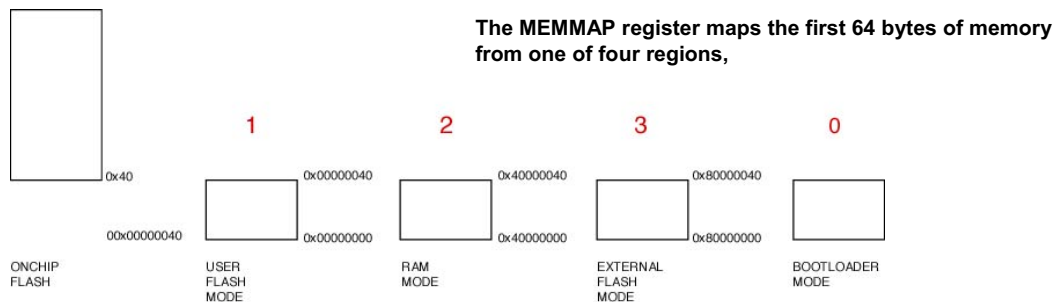 The MEMMAP register maps the first 64 bytes of memory
from one of four regions,
1
2
3
0
0x40
0x00000040
0x40000040
0x80000040
00x00000040
0x00000000
0x40000000
0x80000000
ONCHIP
FLASH
USER
FLASH
MODE
RAM
MODE
EXTERNAL
FLASH
MODE
BOOTLOADER
MODE